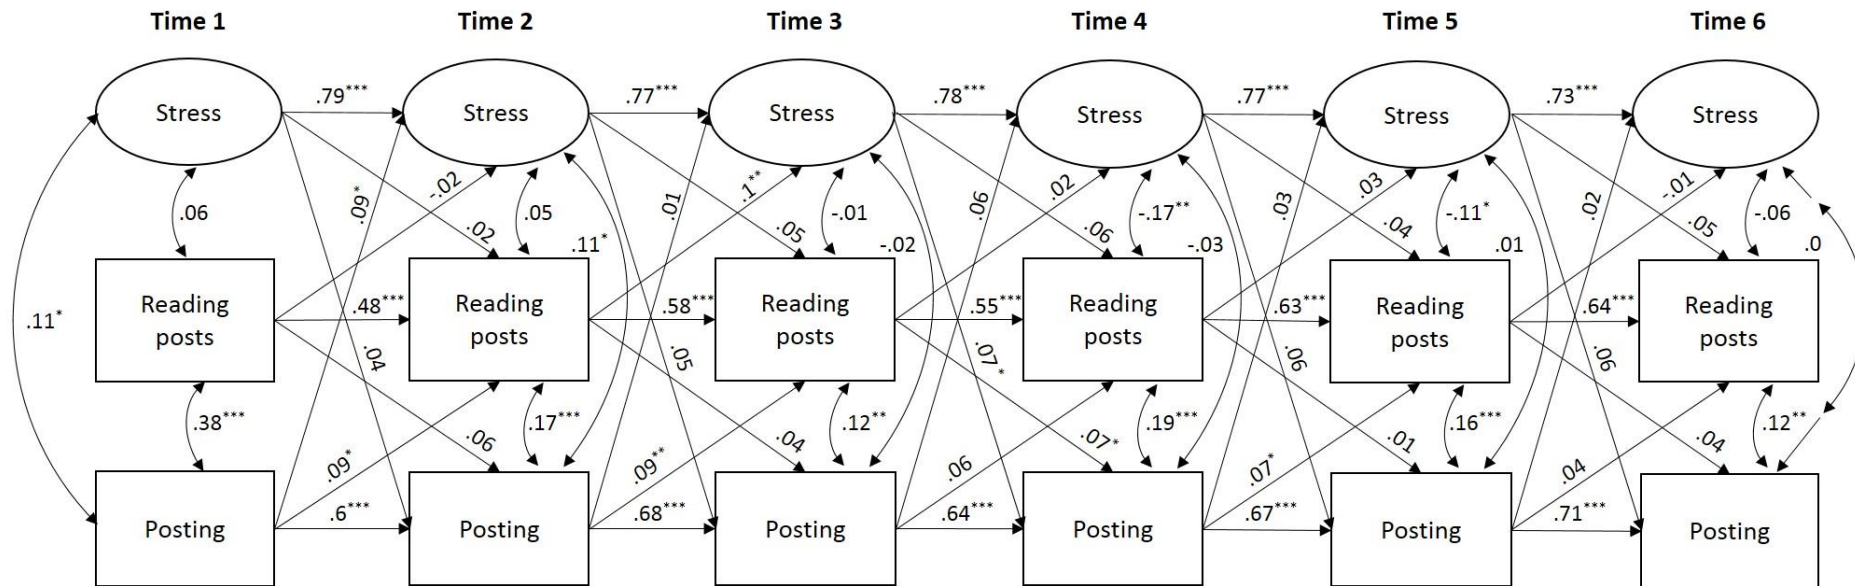 Time 1 Time 2 Time 3 Time 4 Time 5 Time 6
Stress .79*** Stress .77*** Stress .78*** Stress .77*** Stress .73*** Stress
.06 .09* -.02 .02 .05 .11* .01 .1** .05 -.01 -.02 .06 .02 .06 -.17** -.03 .03 .03 .04 -.11* .01 .02 -.01 .05 -.06 .0
.11*
Reading
posts
.48***
Reading
posts
.58***
Reading
posts
.55***
Reading
posts
.63***
Reading
posts
.64***
Reading
posts
.04 .05 .07* .06 .06
.38*** .09* .06 .17*** .09** .04 .12** .06 .07* .19*** .07* .01 .16*** .04 .04 .12**
Posting .6*** Posting .68*** Posting .64*** Posting .67*** Posting .71*** Posting